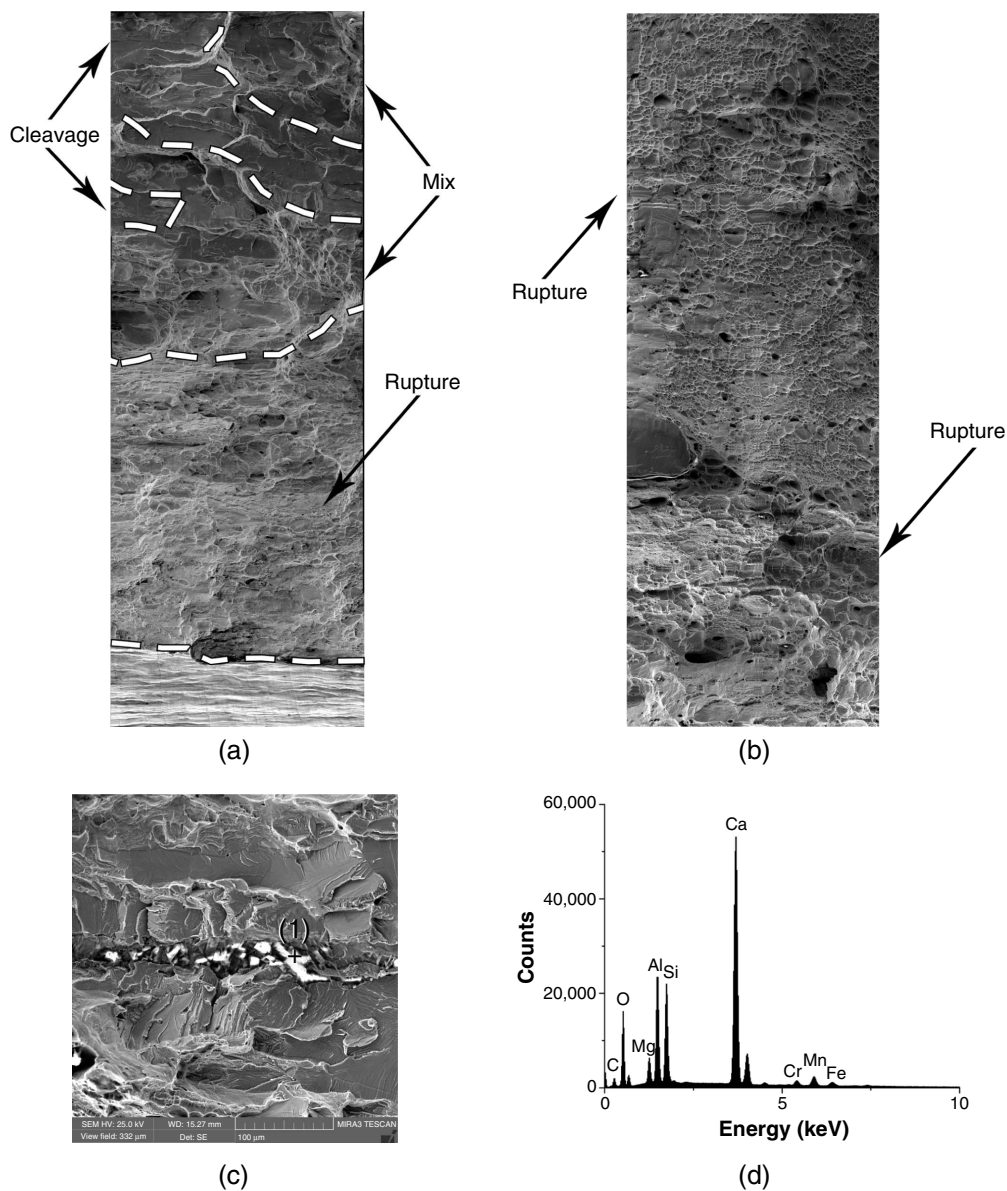 Cleavage
Mix
Rupture
(a)
Rupture
Rupture
(b)
(1)
+
SEM HV: 25.0 kV
WD: 15.27 mm
MIRA3 TESCAN
View field: 332 µm
Det: SE
100 µm
(c)
60,000
40,000
20,000
0
Counts
C
O
Mg
Al
Si
Ca
Cr
Mn
Fe
0
5
10
Energy (keV)
(d)